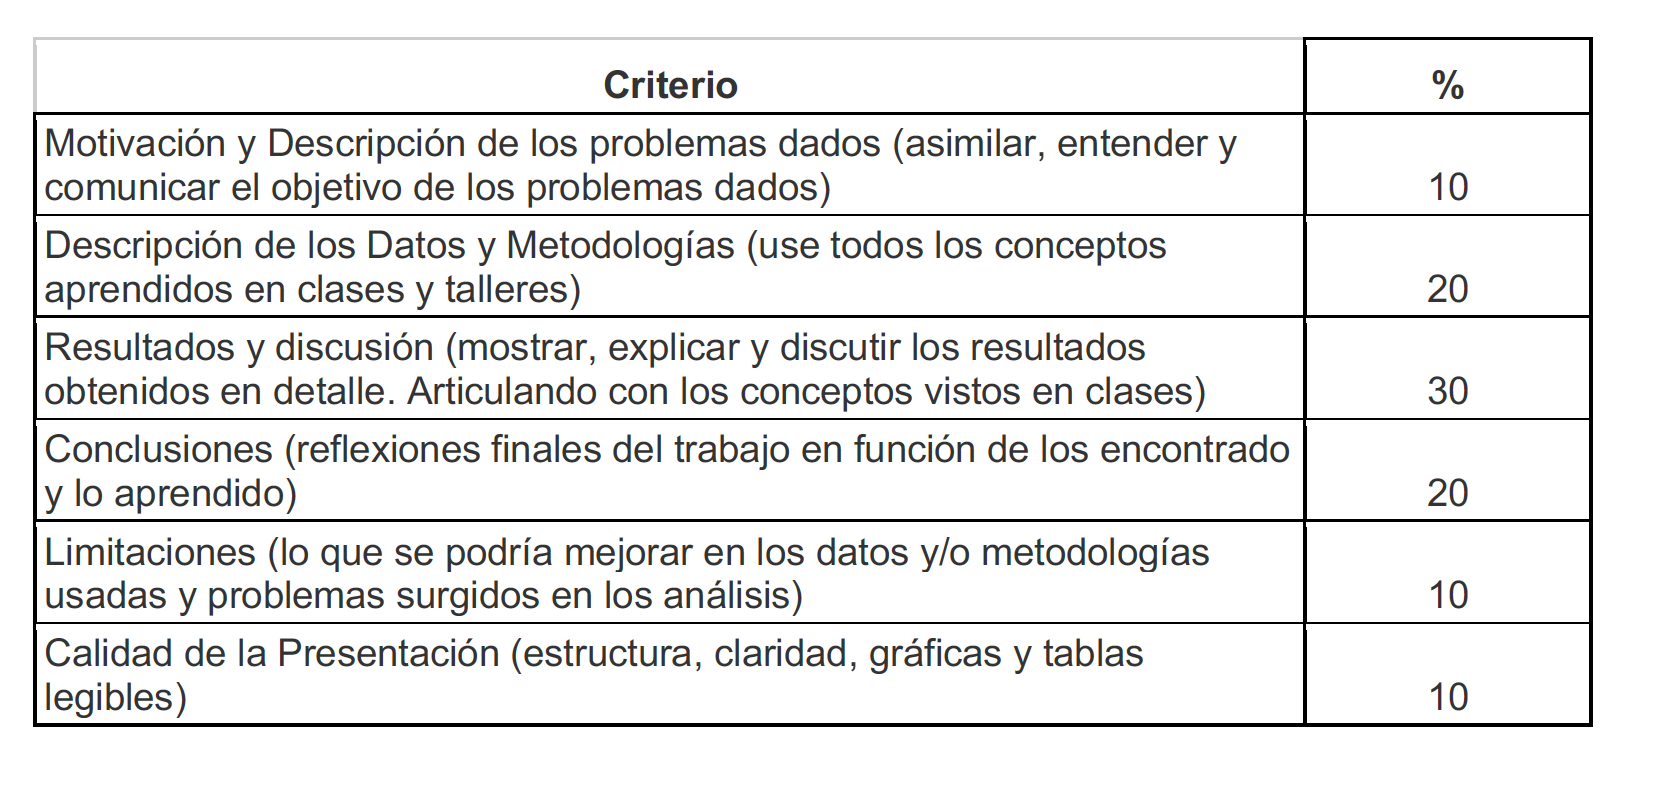 Criterio %
Motivación y Descripción de los problemas dados (asimilar, entender y
comunicar el objetivo de los problemas dados) 10
Descripción de los Datos y Metodologías (use todos los conceptos
aprendidos en clases y talleres) 20
Resultados y discusión (mostrar, explicar y discutir los resultados
obtenidos en detalle. Articulando con los conceptos vistos en clases) 30
Conclusiones (reflexiones finales del trabajo en función de los encontrado
y lo aprendido) 20
Limitaciones (lo que se podría mejorar en los datos y/o metodologías
usadas y problemas surgidos en los análisis) 10
Calidad de la Presentación (estructura, claridad, gráficas y tablas
legibles) 10